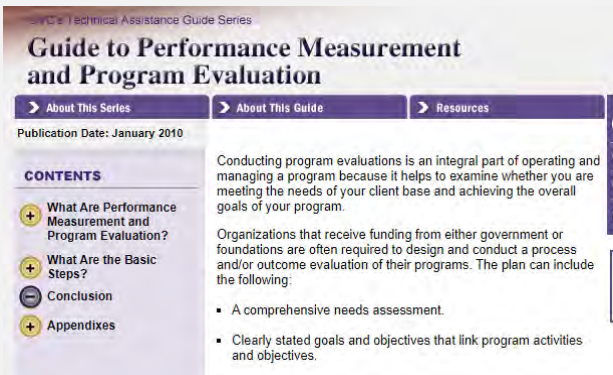 OVC's Technical Assistance Guide Series
Guide to Performance Measurement
and Program Evaluation
About This Series
About This Guide
Resources
Publication Date: January 2010
CONTENTS
What Are Performance
Measurement and
Program Evaluation?
What Are the Basic
Steps?
Conclusion
Appendixes
Conducting program evaluations is an integral part of operating and
managing a program because it helps to examine whether you are
meeting the needs of your client base and achieving the overall
goals of your program.
Organizations that receive funding from either government or
foundations are often required to design and conduct a process
and/or outcome evaluation of their programs. The plan can include
the following:
▪ A comprehensive needs assessment.
▪ Clearly stated goals and objectives that link program activities
and objectives.